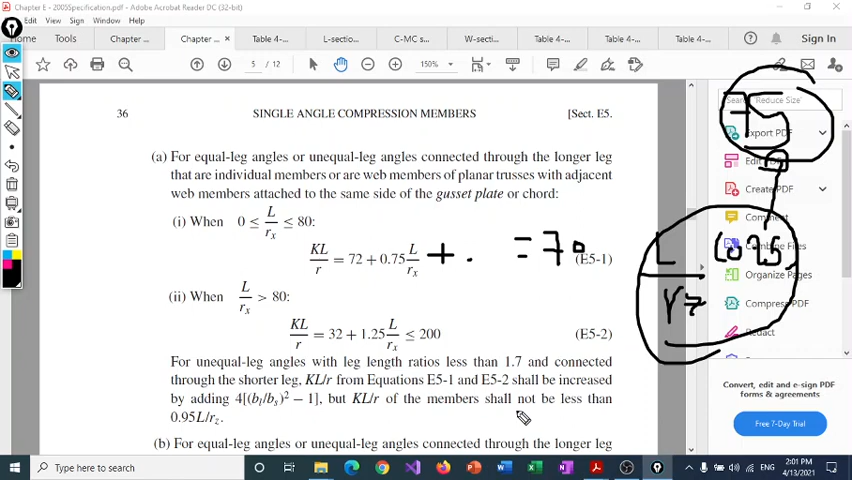 Chapter E - 2005Specification.pdf - Adobe Acrobat Reader DC (32-bit)
Edit View Sign Window Help
Home Tools Chapter ... Chapter ... × Table 4-... L-sectio... C-MC s... W-sectio... Table 4-... Table 4-... Table 4-... Sign In
5 / 12 150%
36 SINGLE ANGLE COMPRESSION MEMBERS [Sect. E5.
(a) For equal-leg angles or unequal-leg angles connected through the longer leg
that are individual members or are web members of planar trusses with adjacent
web members attached to the same side of the gusset plate or chord:
(i) When 0 ≤ L/rx ≤ 80:
KL/r = 72 + 0.75 L/rx + . = 70 (E5-1)
(ii) When L/rx > 80:
KL/r = 32 + 1.25 L/rx ≤ 200 (E5-2)
For unequal-leg angles with leg length ratios less than 1.7 and connected
through the shorter leg, KL/r from Equations E5-1 and E5-2 shall be increased
by adding 4[(bl/bs)² − 1], but KL/r of the members shall not be less than
0.95L/rz.
(b) For equal-leg angles or unequal-leg angles connected through the longer leg
75
L/rz
Export PDF
Create PDF
Comment
Combine Files
Organize Pages
Compress PDF
Redact
Convert, edit and e-sign PDF
forms & agreements
Free 7-Day Trial
Type here to search
ENG
2:01 PM
4/13/2021